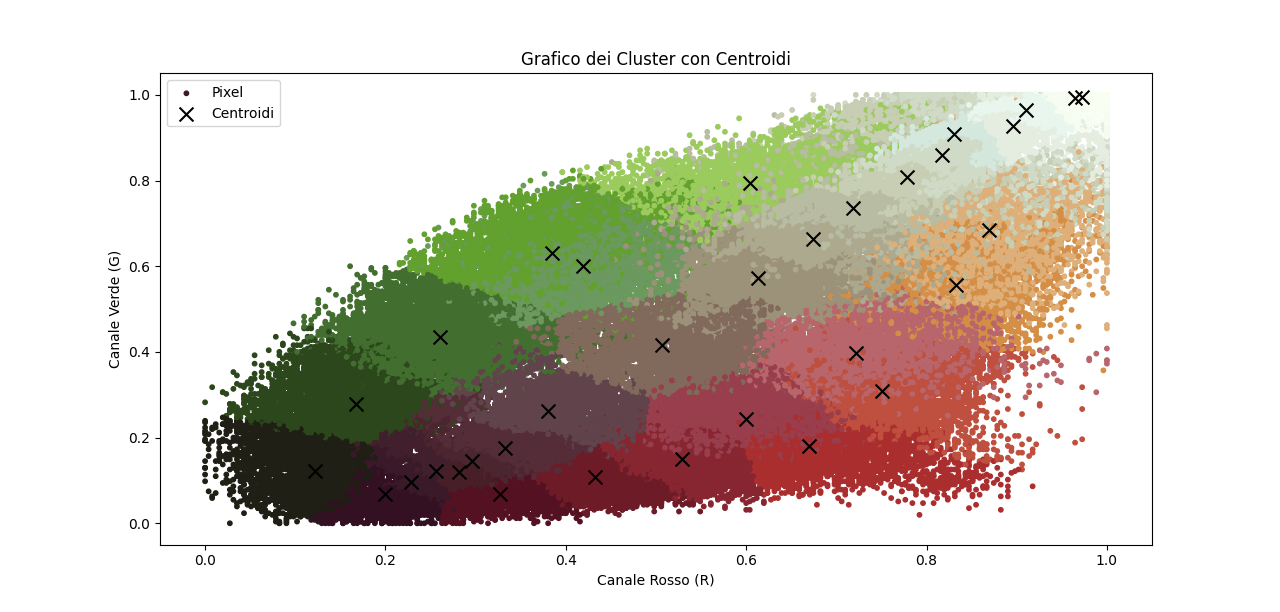 Grafico dei Cluster con Centroidi
Pixel
Centroidi
Canale Verde (G)
1.0
0.8
0.6
0.4
0.2
0.0
0.0 0.2 0.4 0.6 0.8 1.0
Canale Rosso (R)